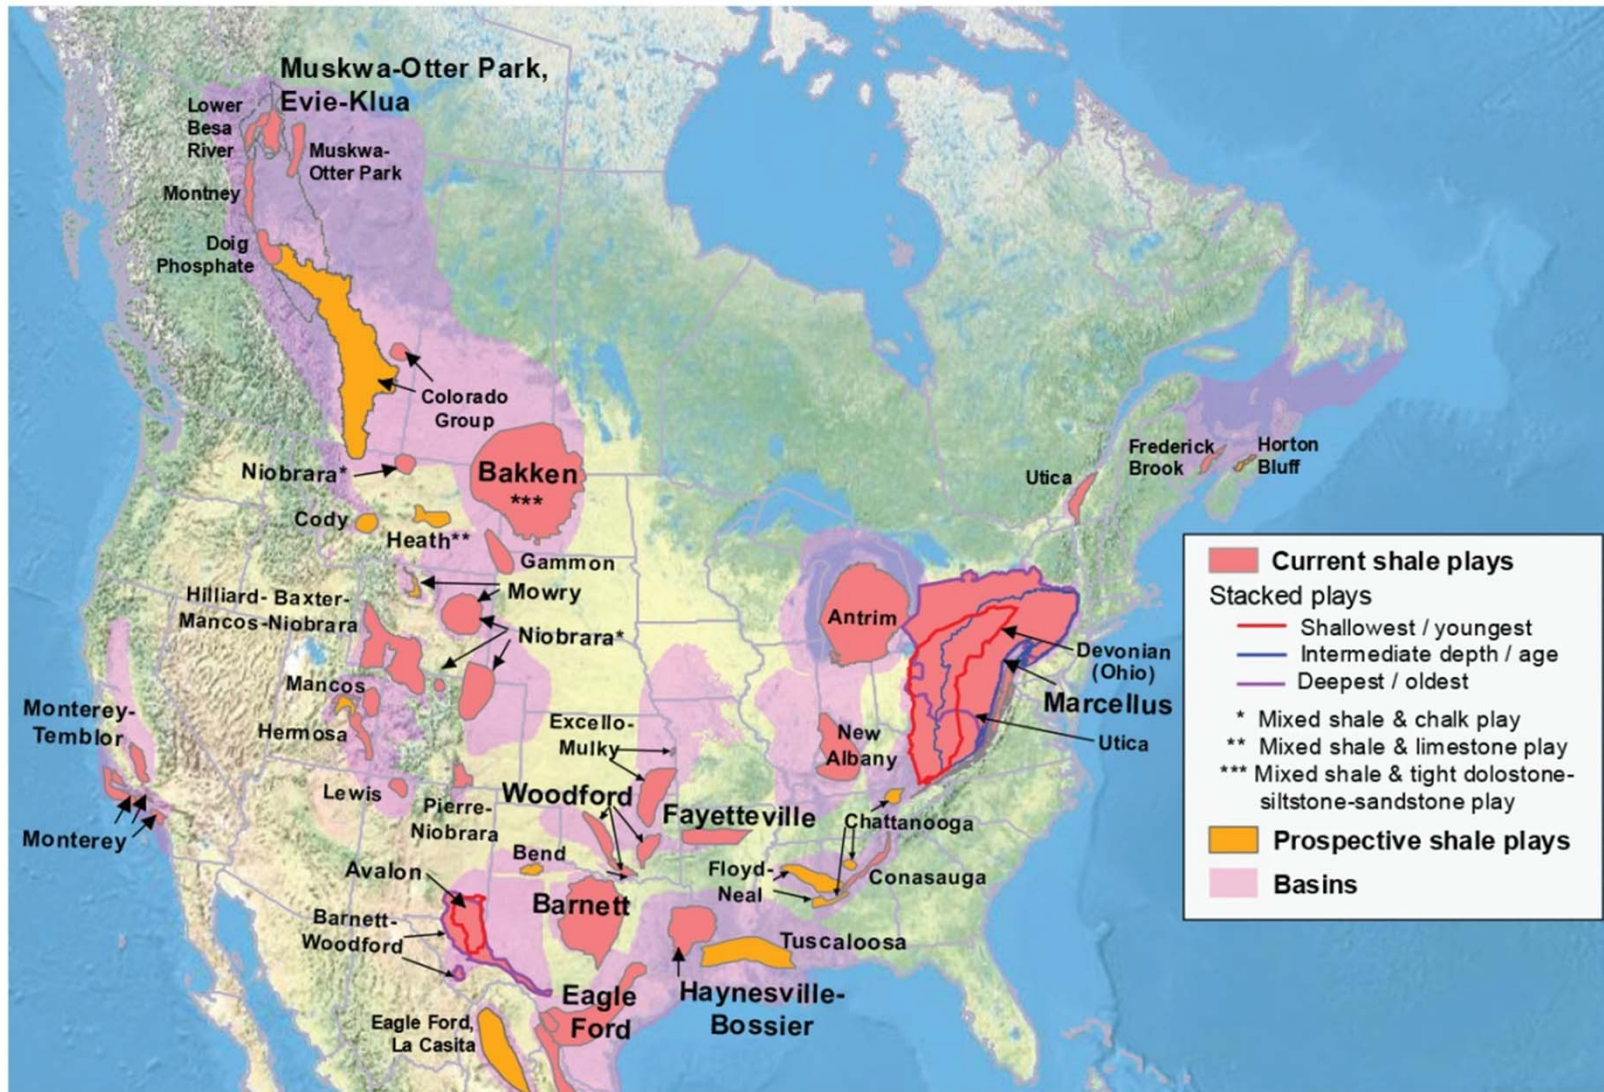 Muskwa-Otter Park,
Evie-Klua
Lower
Besa
River
Muskwa-
Otter Park
Montney
Doig
Phosphate
Colorado
Group
Niobrara*
Bakken
***
Cody
Heath**
Gammon
Mowry
Hilliard- Baxter-
Mancos-Niobrara
Niobrara*
Mancos
Hermosa
Monterey-
Temblor
Monterey
Lewis
Pierre-
Niobrara
Excello-
Mulky
Woodford
Fayetteville
Bend
Avalon
Barnett-
Woodford
Barnett
Eagle
Ford
Eagle Ford,
La Casita
Haynesville-
Bossier
Tuscaloosa
Floyd-
Neal
Conasauga
Chattanooga
New
Albany
Antrim
Devonian
(Ohio)
Marcellus
Utica
Utica
Frederick
Brook
Horton
Bluff
Current shale plays
Stacked plays
Shallowest / youngest
Intermediate depth / age
Deepest / oldest
* Mixed shale & chalk play
** Mixed shale & limestone play
*** Mixed shale & tight dolostone-
siltstone-sandstone play
Prospective shale plays
Basins